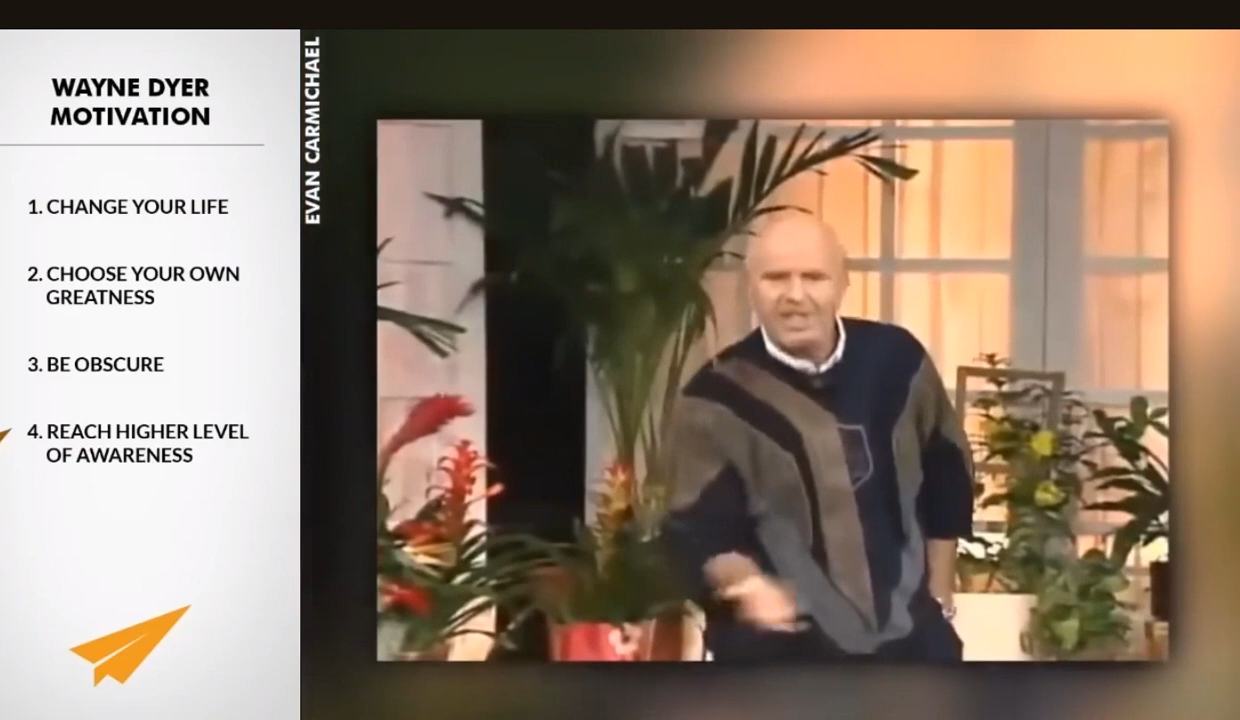 WAYNE DYER
MOTIVATION
1. CHANGE YOUR LIFE
2. CHOOSE YOUR OWN
GREATNESS
3. BE OBSCURE
4. REACH HIGHER LEVEL
OF AWARENESS
EVAN CARMICHAEL